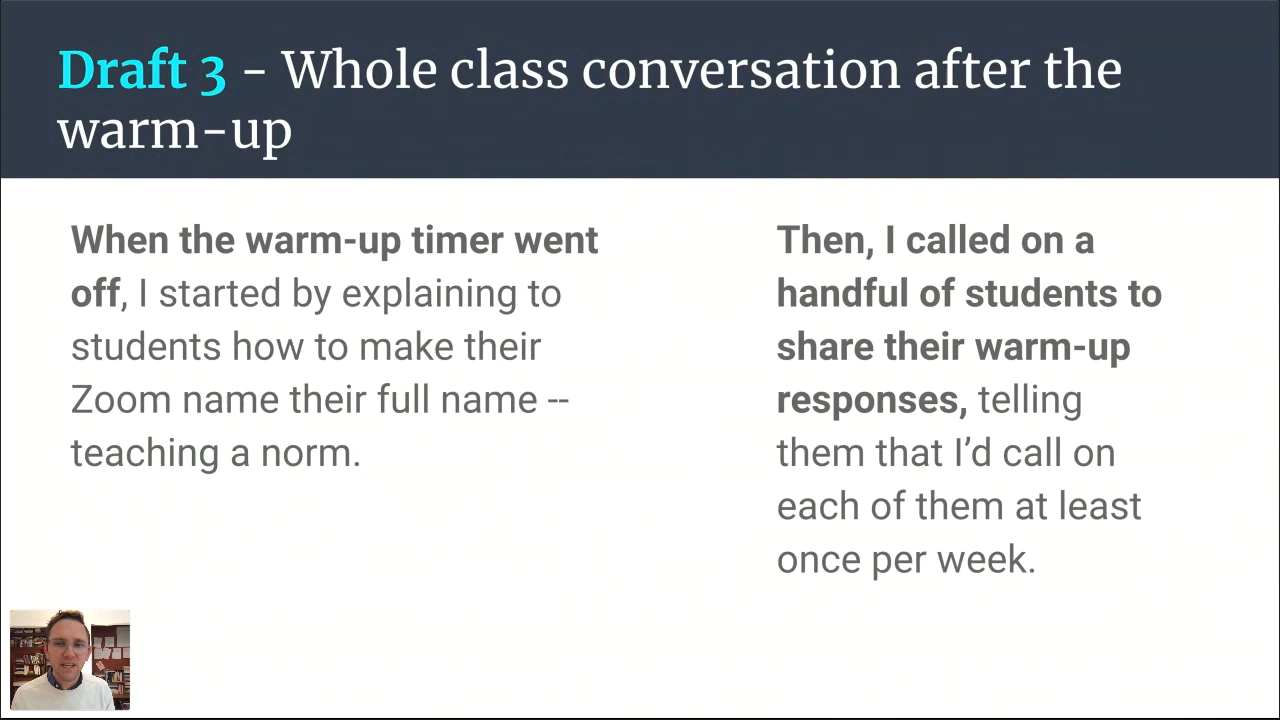 Draft 3 - Whole class conversation after the
warm-up
When the warm-up timer went
off, I started by explaining to
students how to make their
Zoom name their full name --
teaching a norm.
Then, I called on a
handful of students to
share their warm-up
responses, telling
them that I’d call on
each of them at least
once per week.